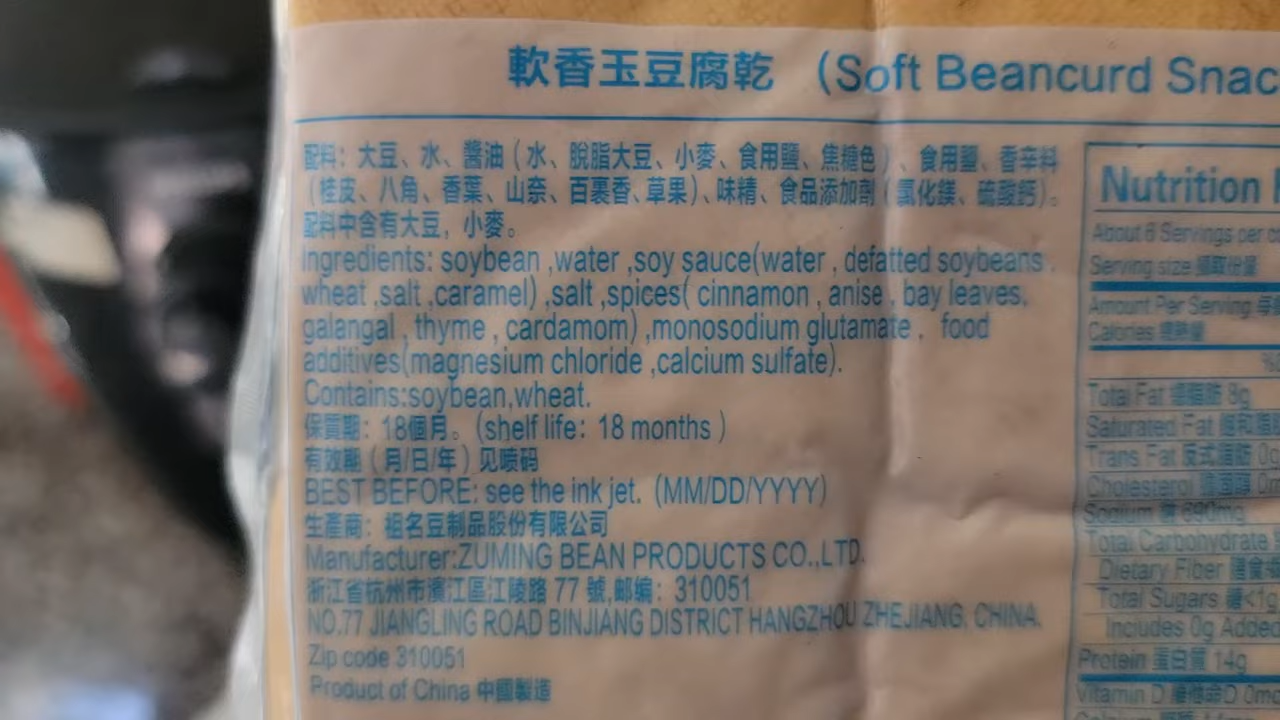 軟香玉豆腐乾 (Soft Beancurd Snac
配料: 大豆、水、醬油 (水、脫脂大豆、小麥、食用鹽、焦糖色)、食用鹽、香辛料
(桂皮、八角、香葉、山奈、百裏香、草果)、味精、食品添加劑 (氯化鎂、硫酸鈣)。
配料中含有大豆, 小麥。
Ingredients: soybean ,water ,soy sauce(water , defatted soybeans ,
wheat ,salt ,caramel) ,salt ,spices( cinnamon , anise , bay leaves,
galangal , thyme , cardamom) ,monosodium glutamate , food
additives(magnesium chloride ,calcium sulfate).
Contains:soybean,wheat.
保質期: 18個月。 (shelf life: 18 months )
有效期 (月/日/年) 见喷码
BEST BEFORE: see the ink jet. (MM/DD/YYYY)
生產商: 祖名豆制品股份有限公司
Manufacturer:ZUMING BEAN PRODUCTS CO.,LTD.
浙江省杭州市濱江區江陵路 77 號,邮编: 310051
NO.77 JIANGLING ROAD BINJIANG DISTRICT HANGZHOU ZHEJIANG, CHINA.
Zip code 310051
Product of China 中國製造
Nutrition
About 6 Servings per
Serving size
Amount Per Serving
Calories
Total Fat 總脂肪 8g
Saturated Fat
Trans Fat 反式脂肪
Cholesterol
Sodium 鈉 690mg
Total Carbohydrate
Dietary Fiber
Total Sugars 糖<1g
Includes 0g Added
Protein 蛋白質 14g
Vitamin D 維他命D 0mc